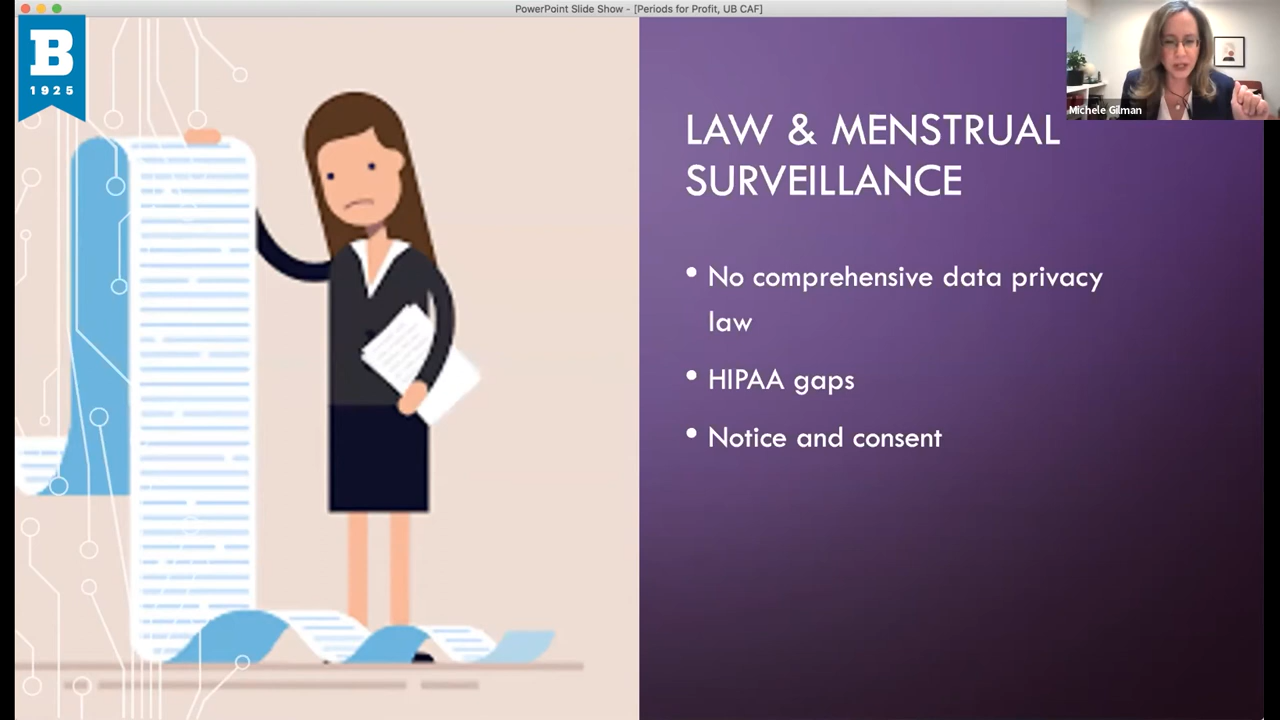 PowerPoint Slide Show - [Periods for Profit, UB CAF]
B
1925
Michele Gilman
LAW & MENSTRUAL
SURVEILLANCE
• No comprehensive data privacy
law
• HIPAA gaps
• Notice and consent